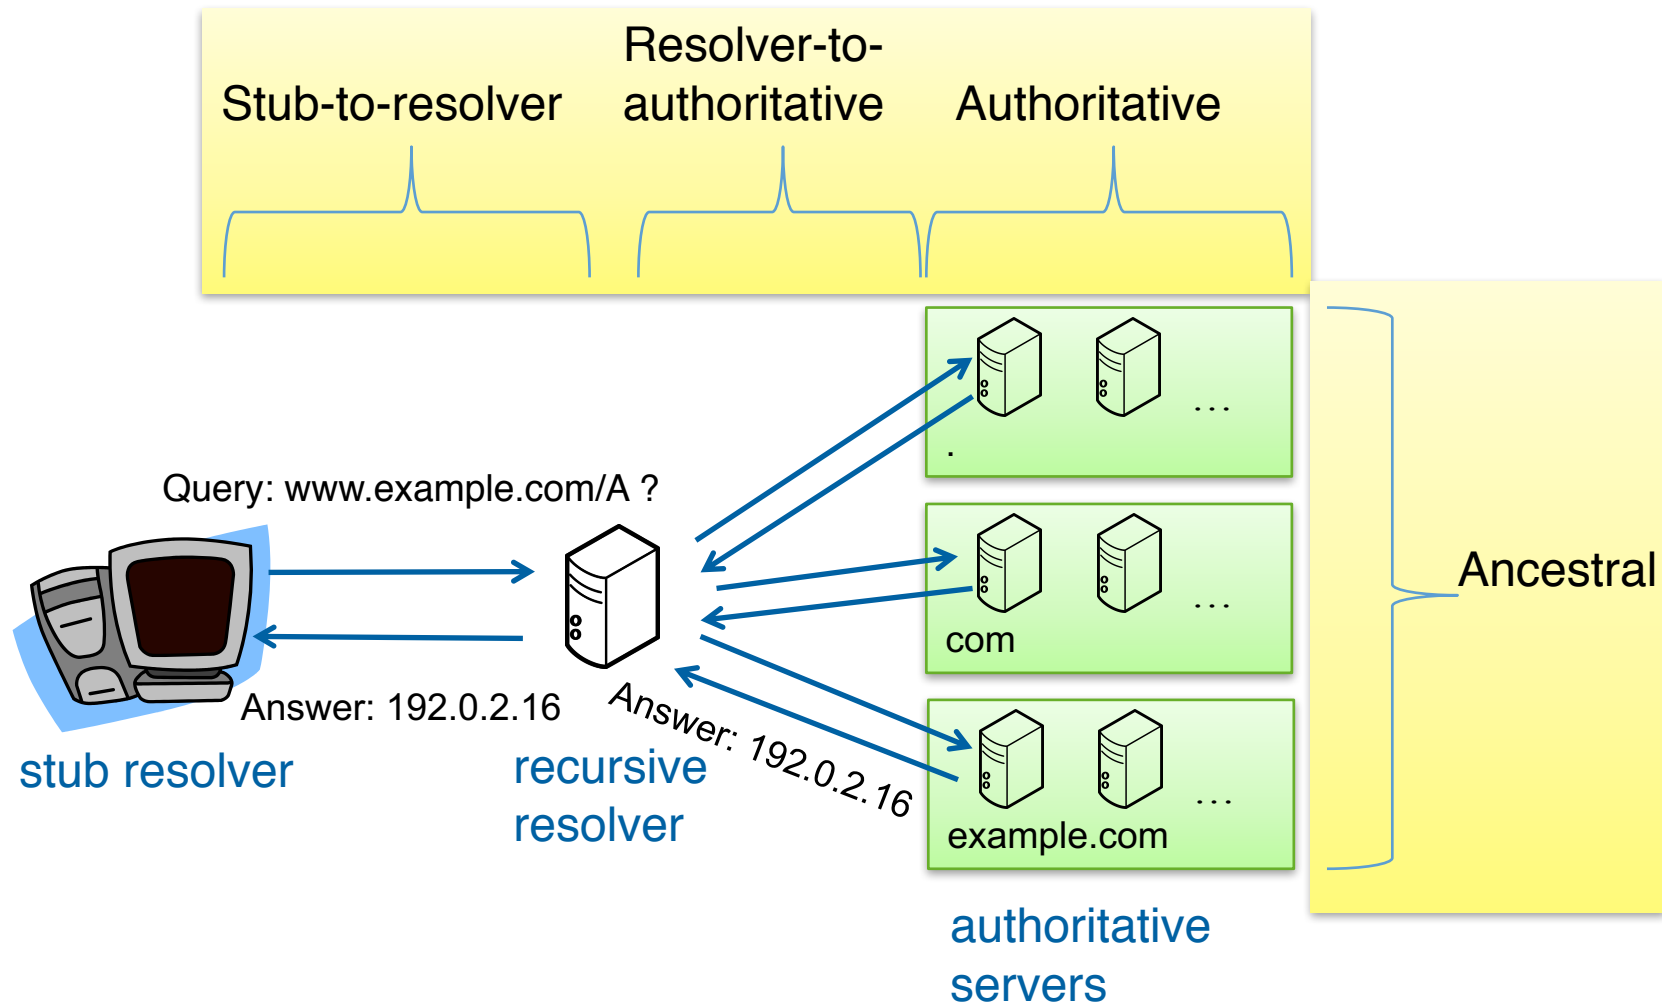 Resolver-to-
Stub-to-resolver authoritative Authoritative
...
.
Query: www.example.com/A ?
...
com
Ancestral
Answer: 192.0.2.16
Answer: 192.0.2.16
stub resolver
recursive
resolver
...
example.com
authoritative
servers